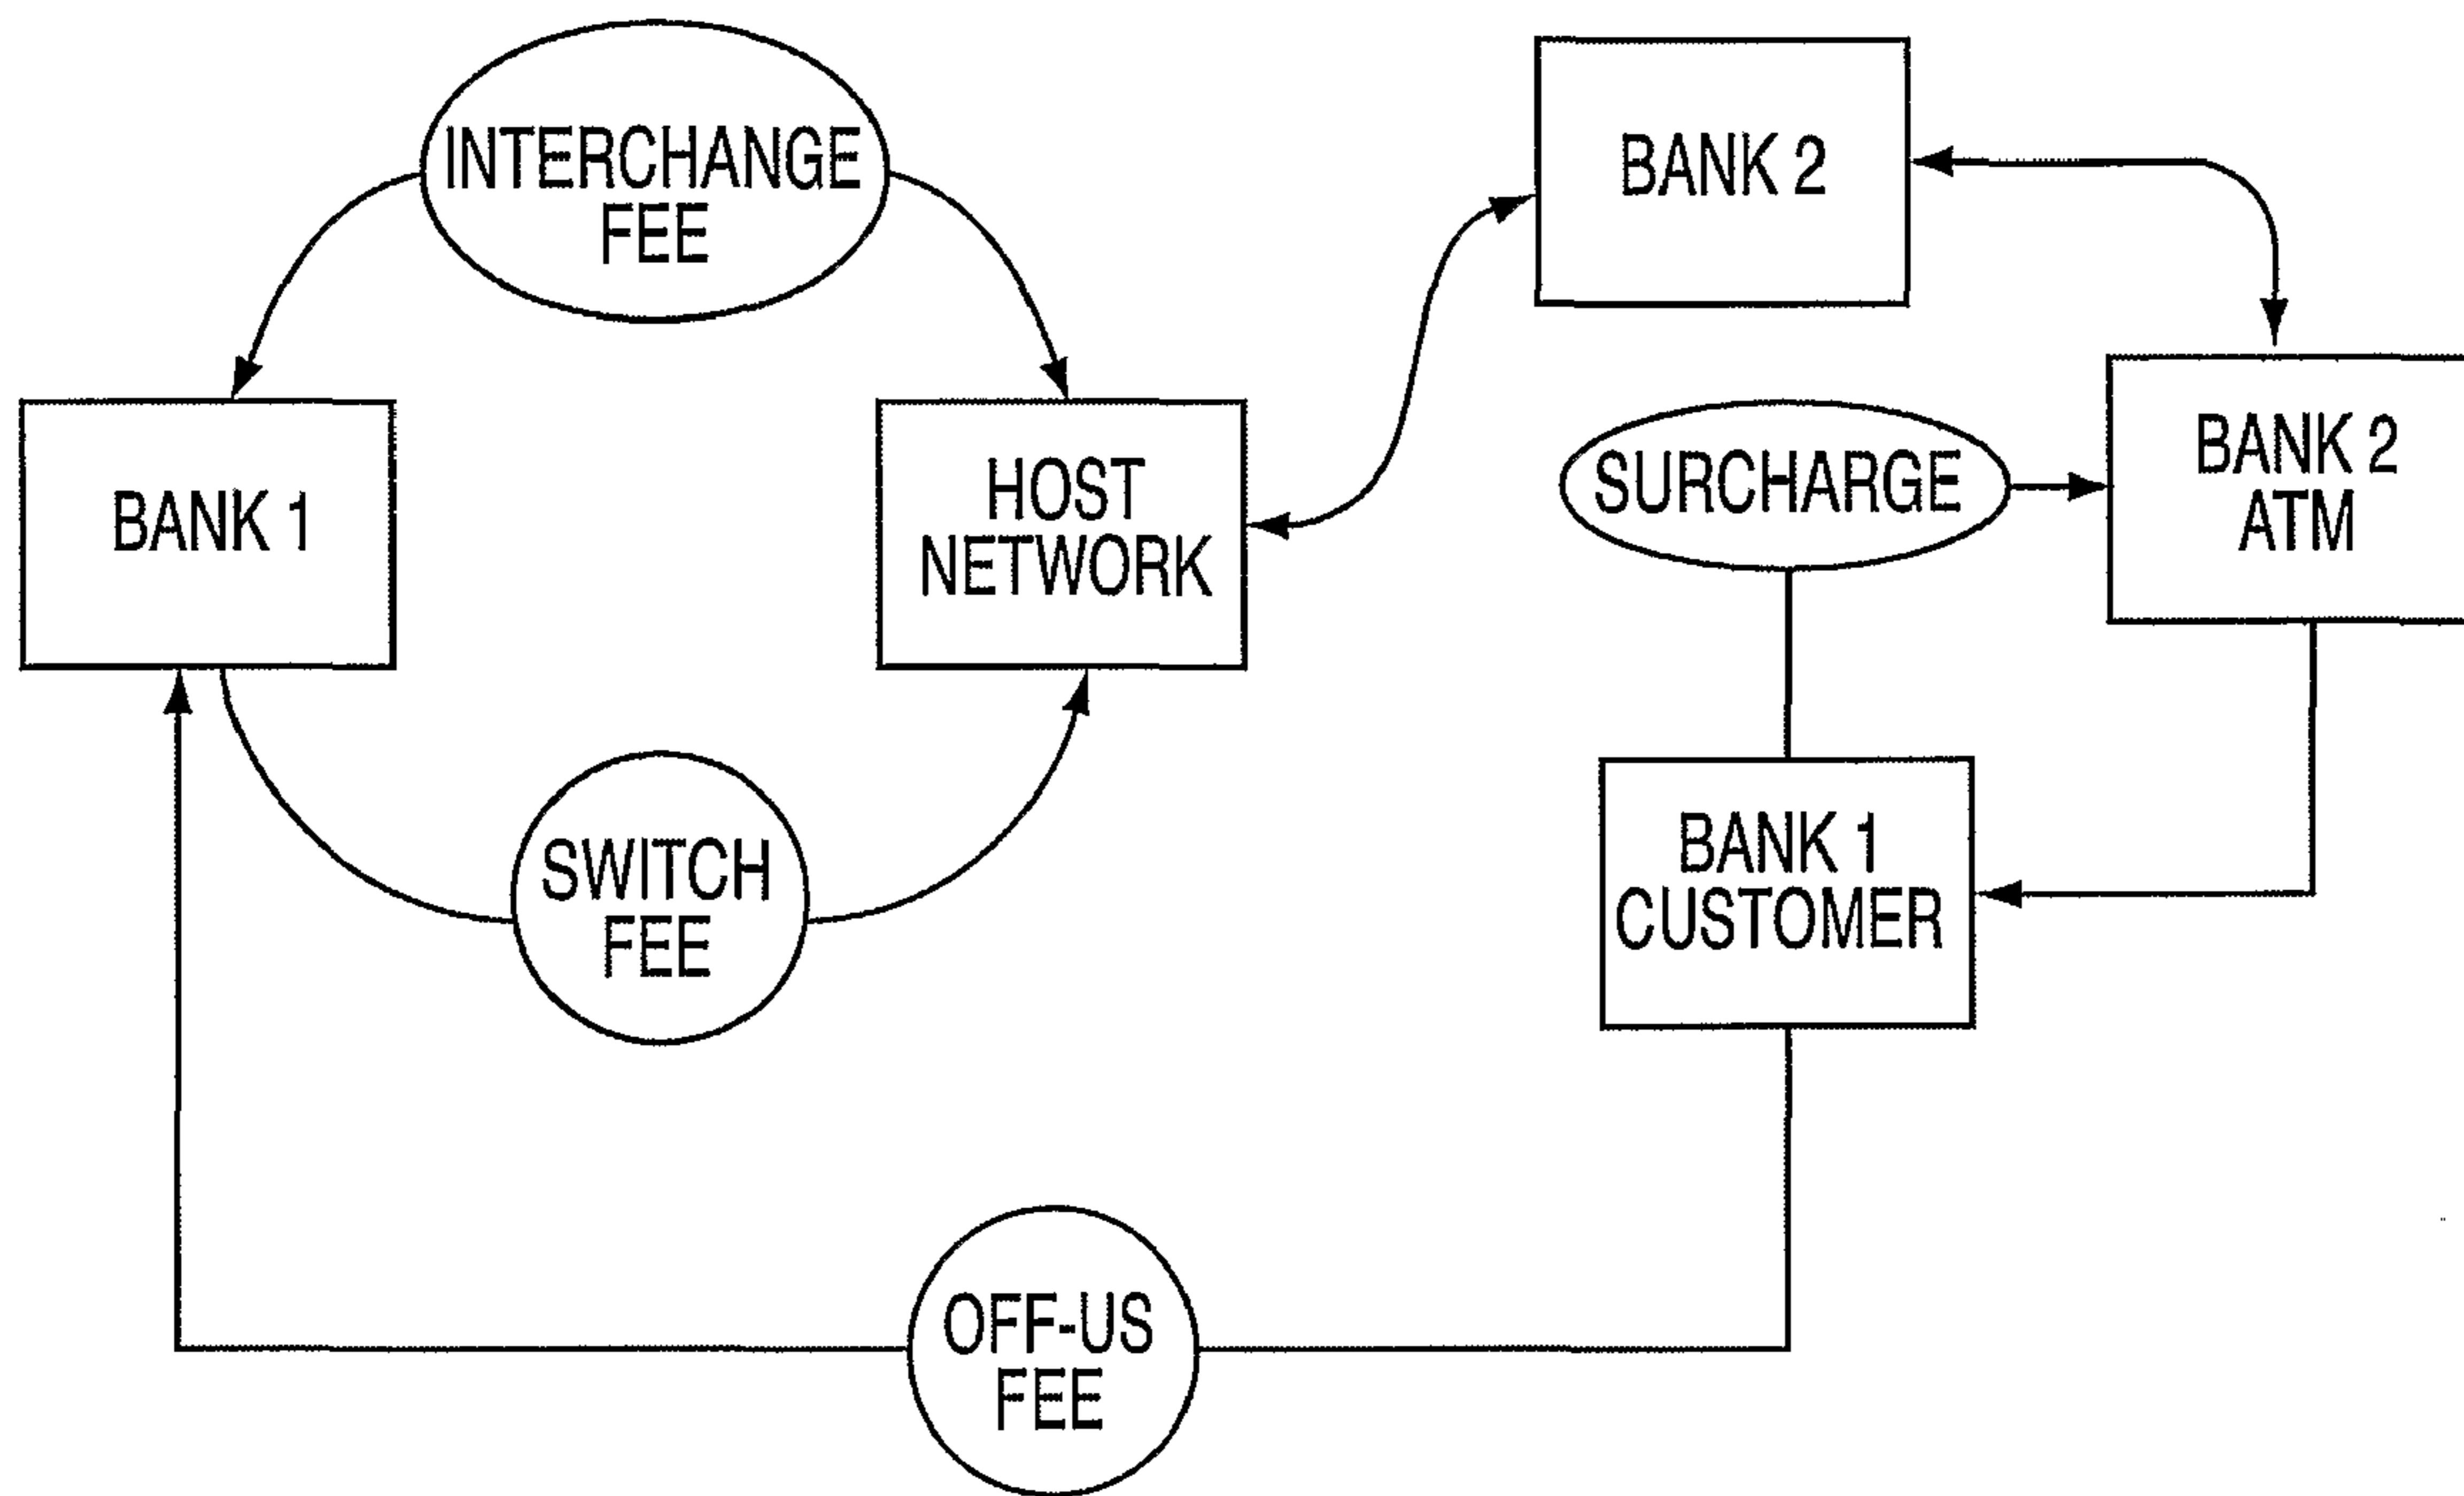 INTERCHANGE
FEE
BANK 2
BANK 1
HOST
NETWORK
SURCHARGE
BANK 2
ATM
SWITCH
FEE
BANK 1
CUSTOMER
OFF-US
FEE